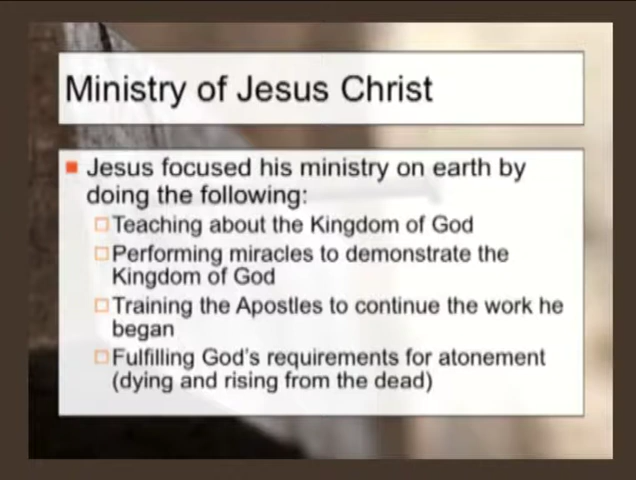 Ministry of Jesus Christ
Jesus focused his ministry on earth by
doing the following:
Teaching about the Kingdom of God
Performing miracles to demonstrate the
Kingdom of God
Training the Apostles to continue the work he
began
Fulfilling God's requirements for atonement
(dying and rising from the dead)